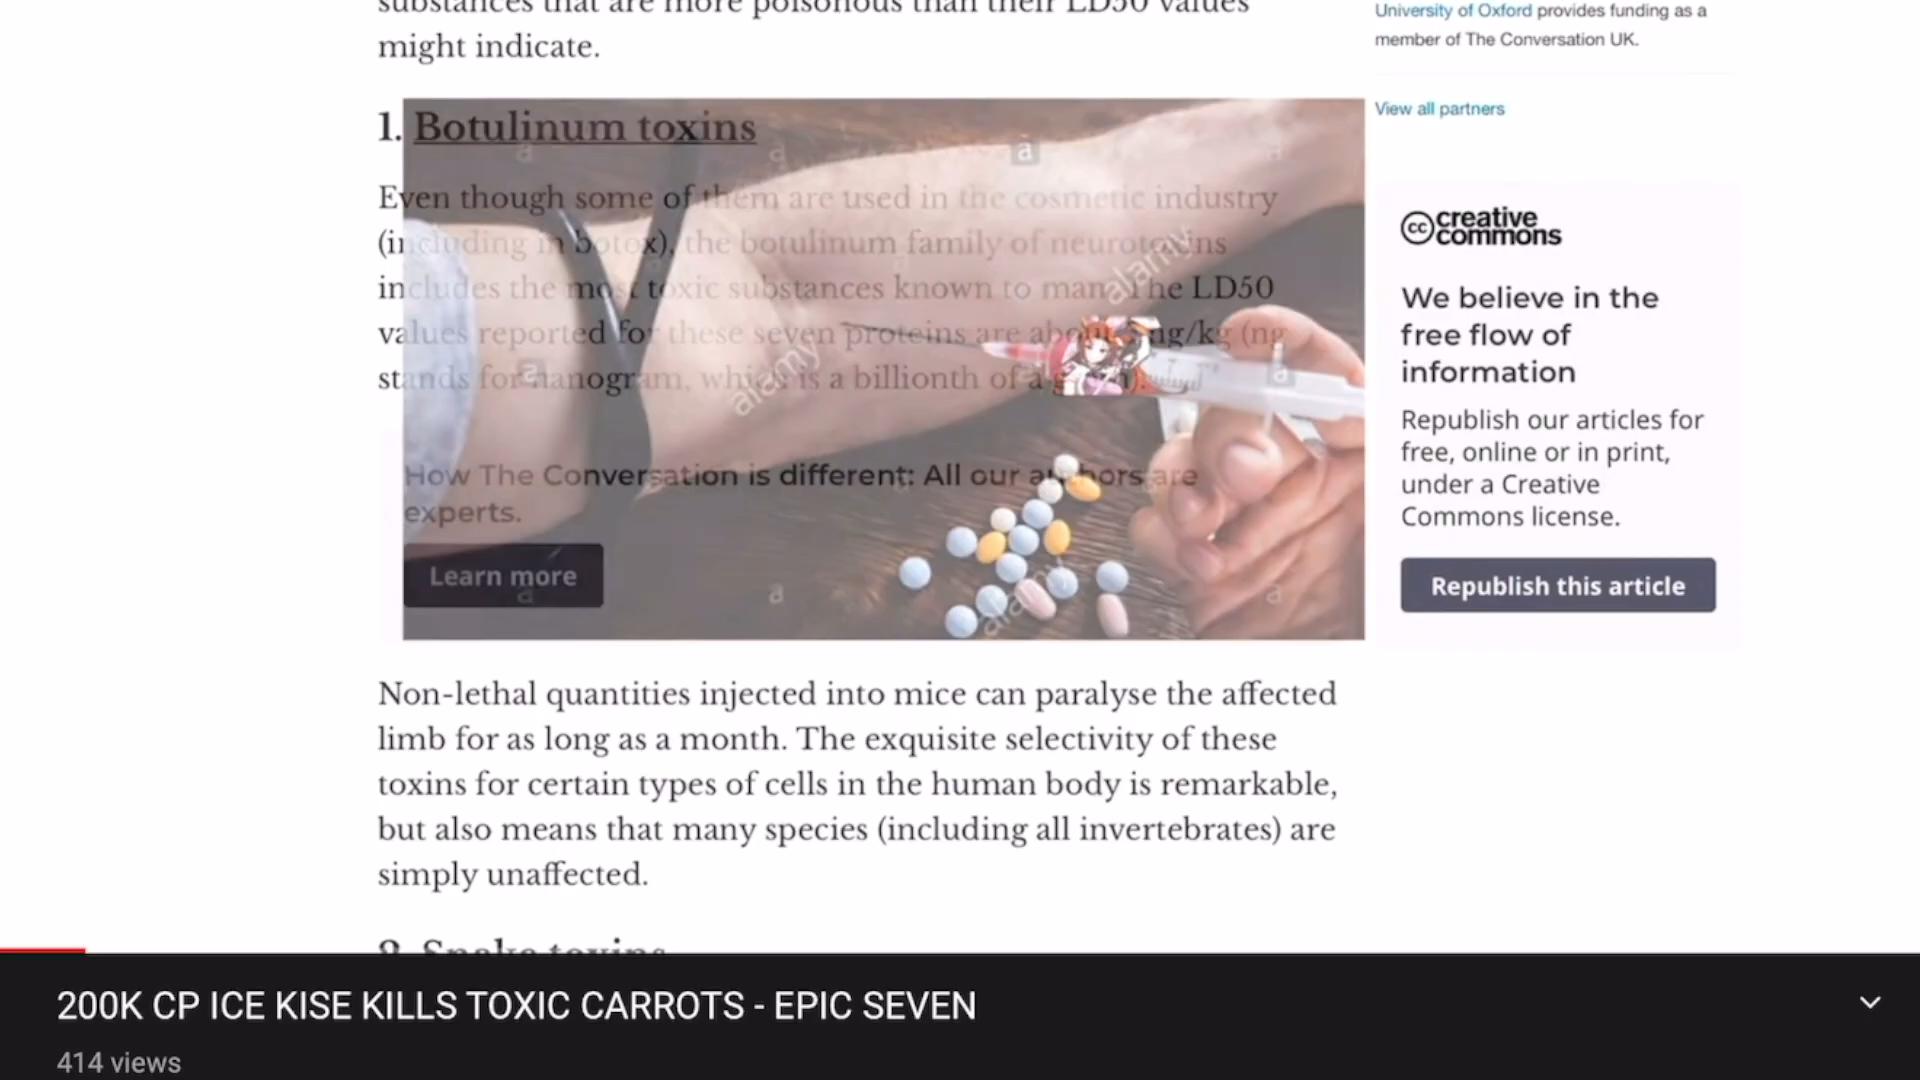 substances that are more poisonous than their LD50 values
might indicate.
1. Botulinum toxins
Even though some of them are used in the cosmetic industry
(including in botox), the botulinum family of neurotoxins
includes the most toxic substances known to man. The LD50
values reported for these seven proteins are about ng/kg (ng
stands for nanogram, which is a billionth of a gram).
How The Conversation is different: All our authors are
experts.
Learn more
Non-lethal quantities injected into mice can paralyse the affected
limb for as long as a month. The exquisite selectivity of these
toxins for certain types of cells in the human body is remarkable,
but also means that many species (including all invertebrates) are
simply unaffected.
2. Snake toxins
University of Oxford provides funding as a
member of The Conversation UK.
View all partners
cc creative
commons
We believe in the
free flow of
information
Republish our articles for
free, online or in print,
under a Creative
Commons license.
Republish this article
alamy
alamy
alamy
a
a
a
a
a
a
a
a
a
200K CP ICE KISE KILLS TOXIC CARROTS - EPIC SEVEN
414 views